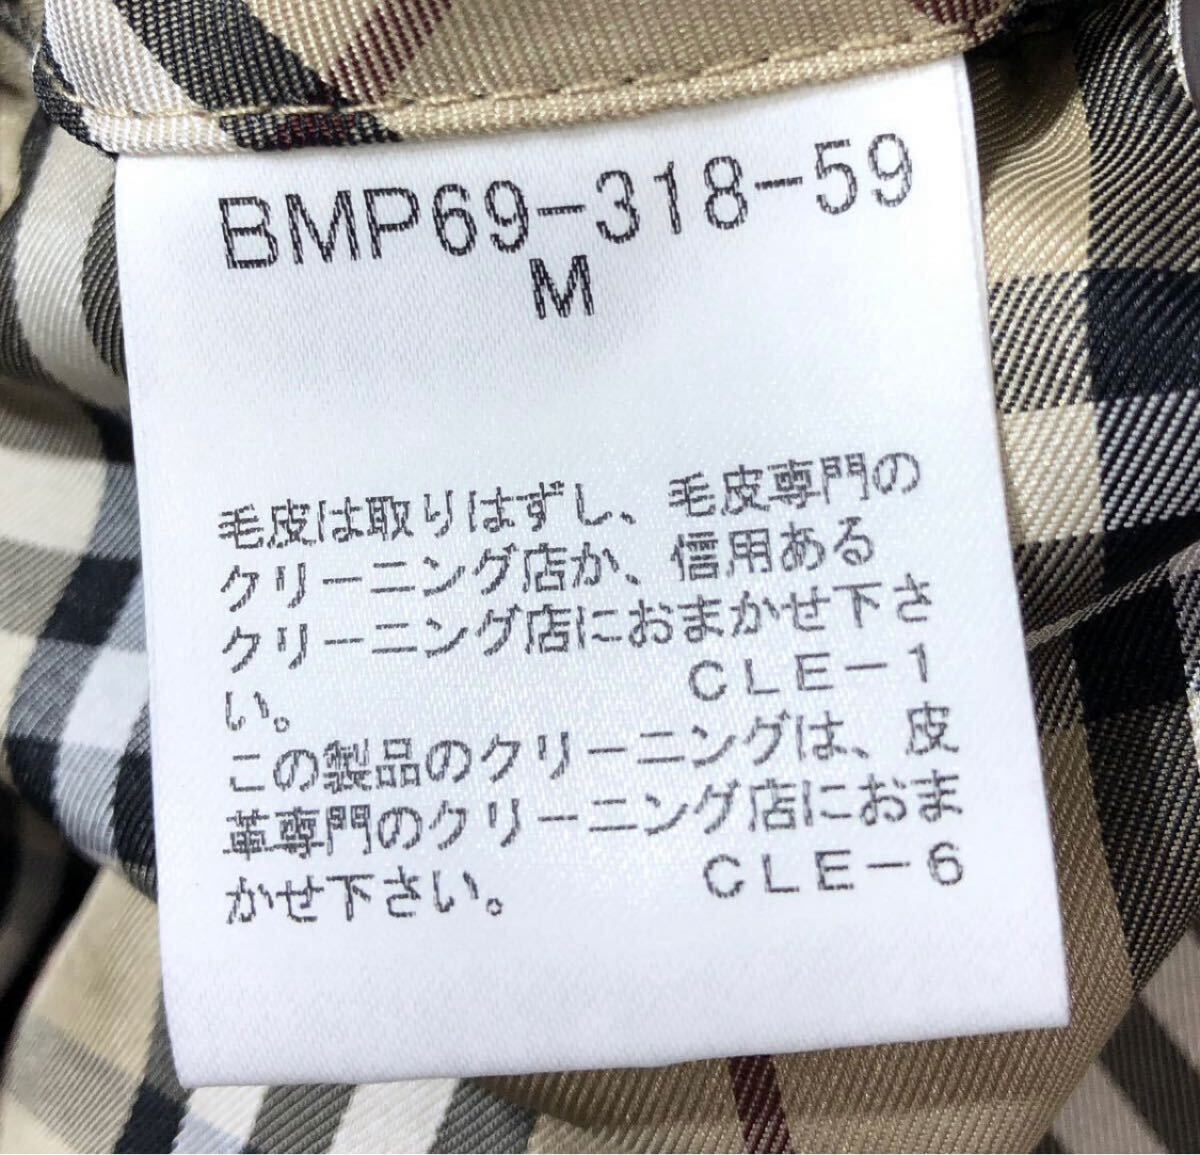 BMP69-318-59
M
毛皮は取りはずし、毛皮専門の
クリーニング店か、信用ある
クリーニング店におまかせ下さ
い。 CLE-1
この製品のクリーニングは、皮
革専門のクリーニング店におま
かせ下さい。 CLE-6